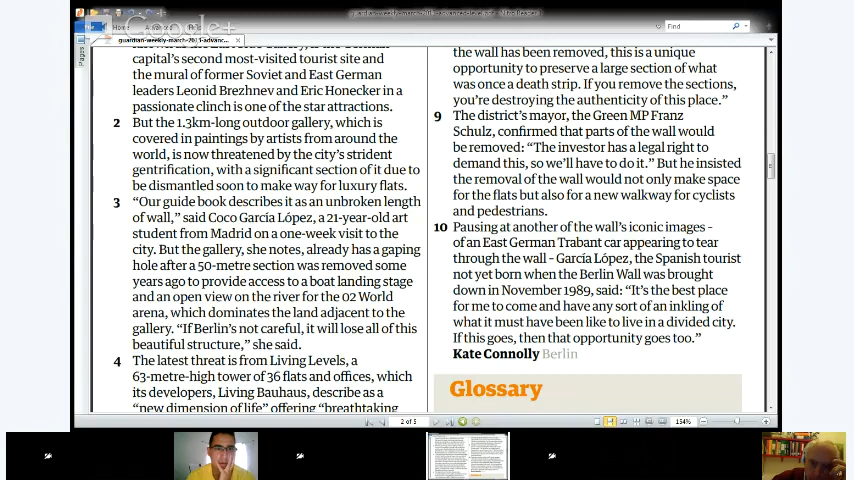 Google+
guardian-weekly-march-2013-advanced-level.pdf
Home
Find
guardian-weekly-march-2013-advanc...
Pages
capital's second most-visited tourist site and
the mural of former Soviet and East German
leaders Leonid Brezhnev and Eric Honecker in a
passionate clinch is one of the star attractions.
2 But the 1.3km-long outdoor gallery, which is
covered in paintings by artists from around the
world, is now threatened by the city's strident
gentrification, with a significant section of it due to
be dismantled soon to make way for luxury flats.
3 “Our guide book describes it as an unbroken length
of wall,” said Coco García López, a 21-year-old art
student from Madrid on a one-week visit to the
city. But the gallery, she notes, already has a gaping
hole after a 50-metre section was removed some
years ago to provide access to a boat landing stage
and an open view on the river for the 02 World
arena, which dominates the land adjacent to the
gallery. “If Berlin's not careful, it will lose all of this
beautiful structure,” she said.
4 The latest threat is from Living Levels, a
63-metre-high tower of 36 flats and offices, which
its developers, Living Bauhaus, describe as a
“new dimension of life” offering “breathtaking
the wall has been removed, this is a unique
opportunity to preserve a large section of what
was once a death strip. If you remove the sections,
you're destroying the authenticity of this place.”
9 The district's mayor, the Green MP Franz
Schulz, confirmed that parts of the wall would
be removed: “The investor has a legal right to
demand this, so we'll have to do it.” But he insisted
the removal of the wall would not only make space
for the flats but also for a new walkway for cyclists
and pedestrians.
10 Pausing at another of the wall's iconic images –
of an East German Trabant car appearing to tear
through the wall – García López, the Spanish tourist
not yet born when the Berlin Wall was brought
down in November 1989, said: “It's the best place
for me to come and have any sort of an inkling of
what it must have been like to live in a divided city.
If this goes, then that opportunity goes too.”
Kate Connolly Berlin
Glossary
2 of 5
154%